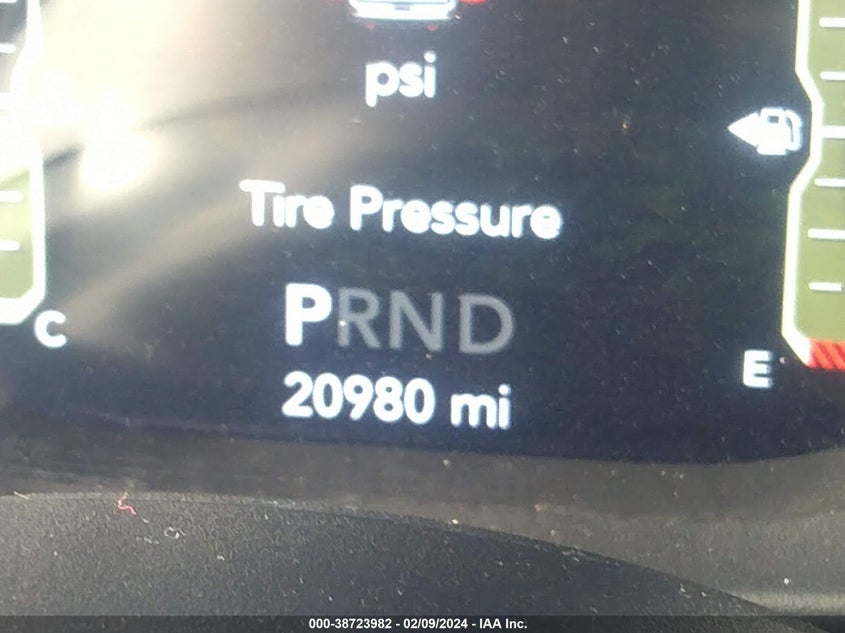 psi
Tire Pressure
PRND
C
E
20980 mi
000-38723982 - 02/09/2024 - IAA Inc.